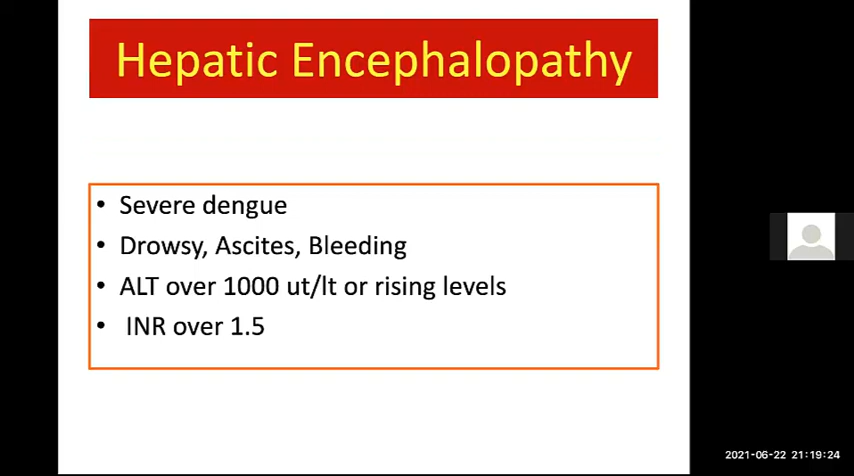 Hepatic Encephalopathy
• Severe dengue
• Drowsy, Ascites, Bleeding
• ALT over 1000 ut/lt or rising levels
• INR over 1.5
2021-06-22 21:19:24